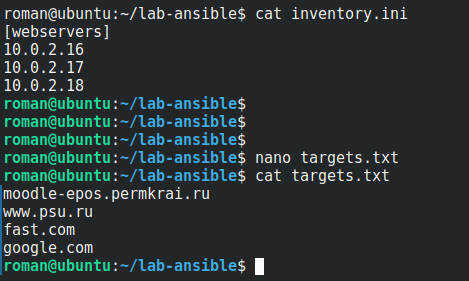 roman@ubuntu:~/lab-ansible$ cat inventory.ini
[webservers]
10.0.2.16
10.0.2.17
10.0.2.18
roman@ubuntu:~/lab-ansible$
roman@ubuntu:~/lab-ansible$
roman@ubuntu:~/lab-ansible$
roman@ubuntu:~/lab-ansible$ nano targets.txt
roman@ubuntu:~/lab-ansible$ cat targets.txt
moodle-epos.permkrai.ru
www.psu.ru
fast.com
google.com
roman@ubuntu:~/lab-ansible$